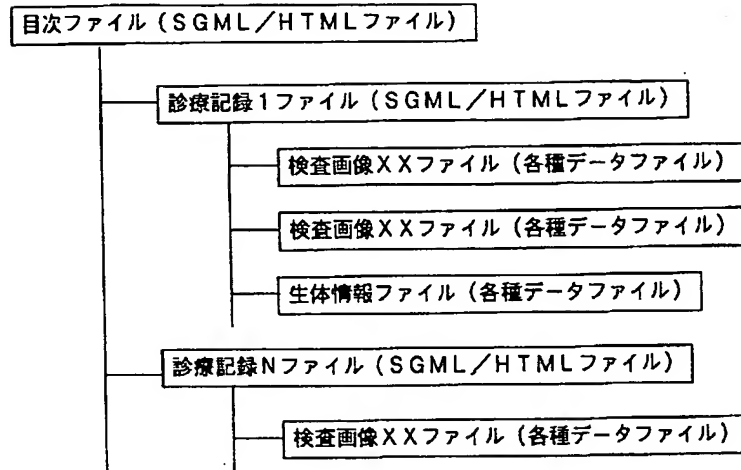 目次ファイル（ＳＧＭＬ／ＨＴＭＬファイル）
診療記録１ファイル（ＳＧＭＬ／ＨＴＭＬファイル）
検査画像ＸＸファイル（各種データファイル）
検査画像ＸＸファイル（各種データファイル）
生体情報ファイル（各種データファイル）
診療記録Ｎファイル（ＳＧＭＬ／ＨＴＭＬファイル）
検査画像ＸＸファイル（各種データファイル）